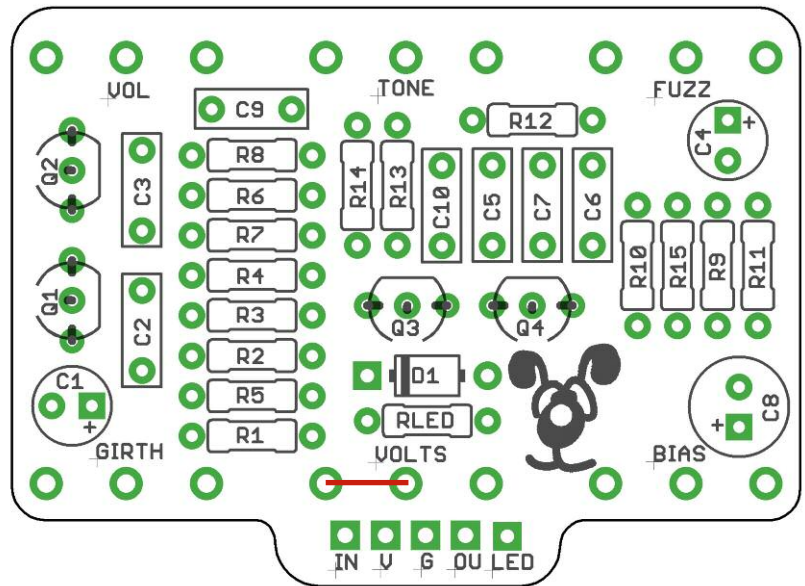 VOL TONE FUZZ
C9
R12
C4 +
Q2
C3
R8
R14 R13 C10 C5 C7 C6
R6
R7
R10 R15 R9 R11
R4
Q1
C2
R3
Q3 Q4
R2
D1
C1
R5
+
RLED
C8
+
R1
GIRTH VOLTS BIAS
IN V G OU LED